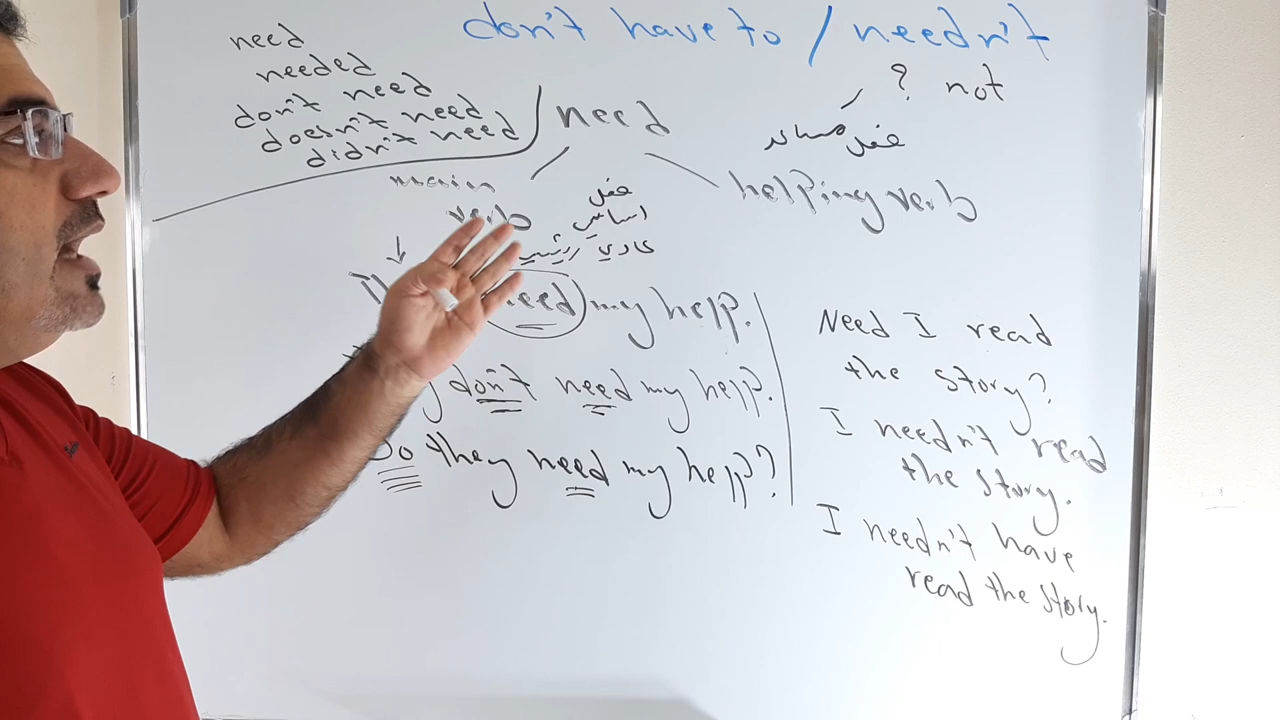 don't have to / needn't
need
needed
don't need
doesn't need
didn't need
need
? not
فعل مساعد
helping verb
main
verb
فعل
اساسي
عادي رئيسي
need my help.
don't need my help.
Do they need my help?
Need I read
the story?
I needn't read
the story.
I needn't have
read the story.